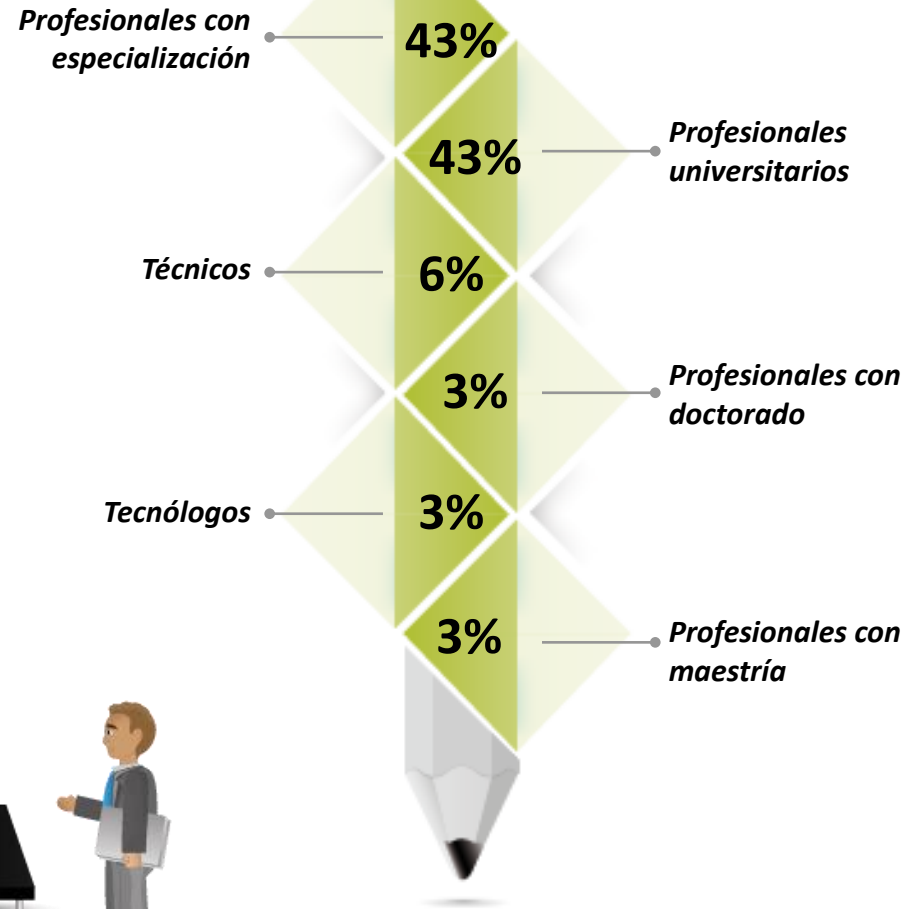 Profesionales con
especialización
43%
43%
Profesionales
universitarios
Técnicos
6%
3%
Profesionales con
doctorado
Tecnólogos
3%
3%
Profesionales con
maestría